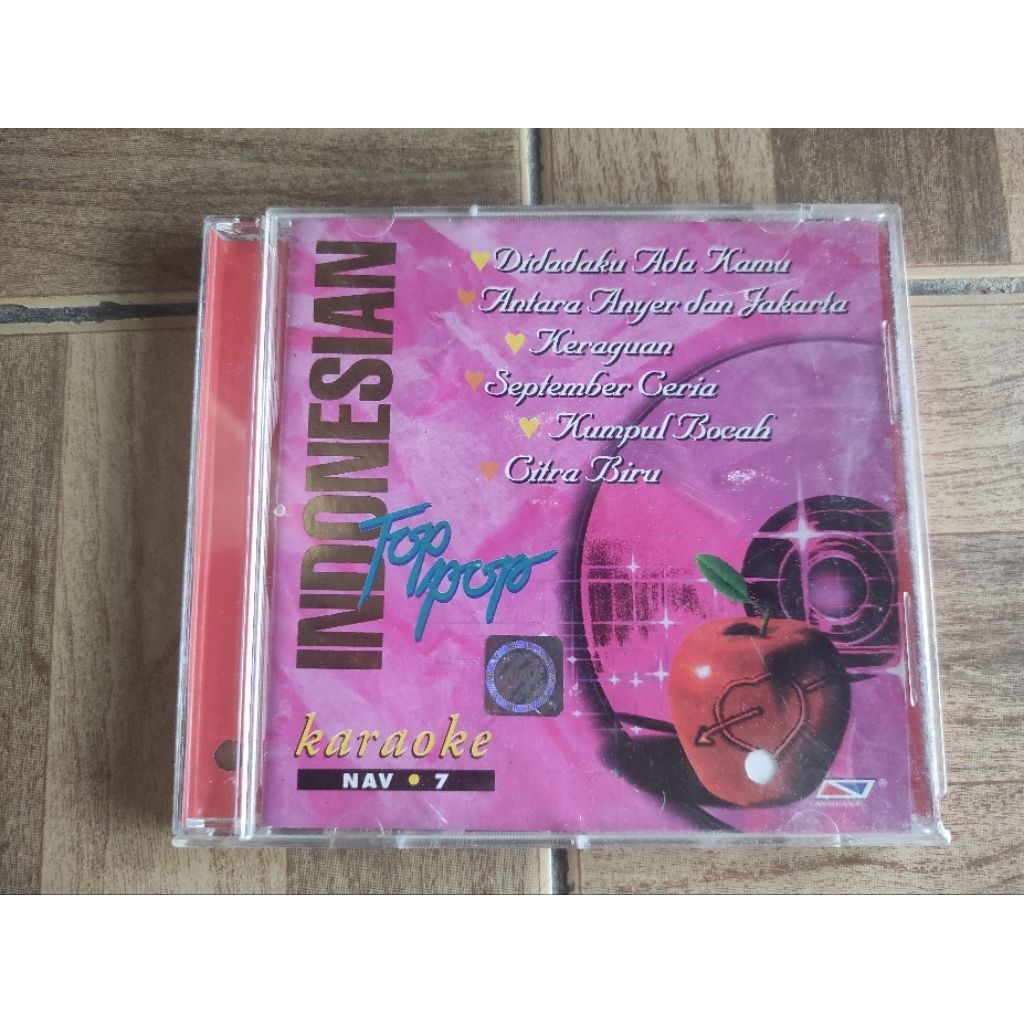 INDONESIAN
Top
pop
Didadaku Ada Kamu
Antara Anyer dan Jakarta
Keraguan
September Ceria
Kumpul Bocah
Citra Biru
karaoke
NAV • 7
®